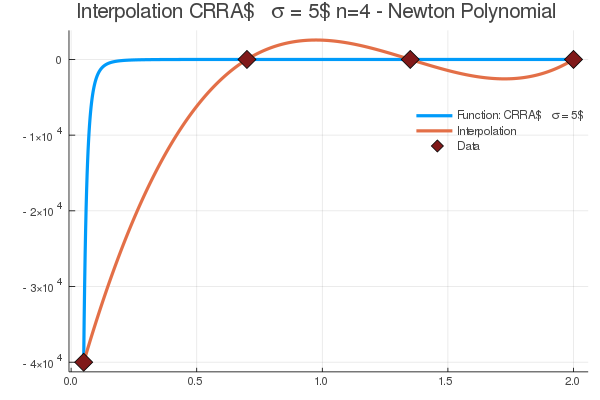 Interpolation CRRA$ σ = 5$ n=4 - Newton Polynomial
0
Function: CRRA$ σ = 5$
Interpolation
Data
- 1×10⁴
- 2×10⁴
- 3×10⁴
- 4×10⁴
0.0 0.5 1.0 1.5 2.0